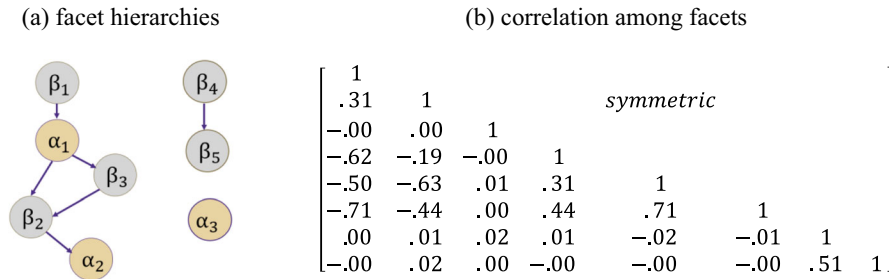 (a) facet hierarchies
(b) correlation among facets
β₁
α₁
β₃
β₂
α₂
β₄
β₅
α₃
1
.31 1 symmetric
−.00 .00 1
−.62 −.19 −.00 1
−.50 −.63 .01 .31 1
−.71 −.44 .00 .44 .71 1
.00 .01 .02 .01 −.02 −.01 1
−.00 .02 .00 −.00 −.00 −.00 .51 1